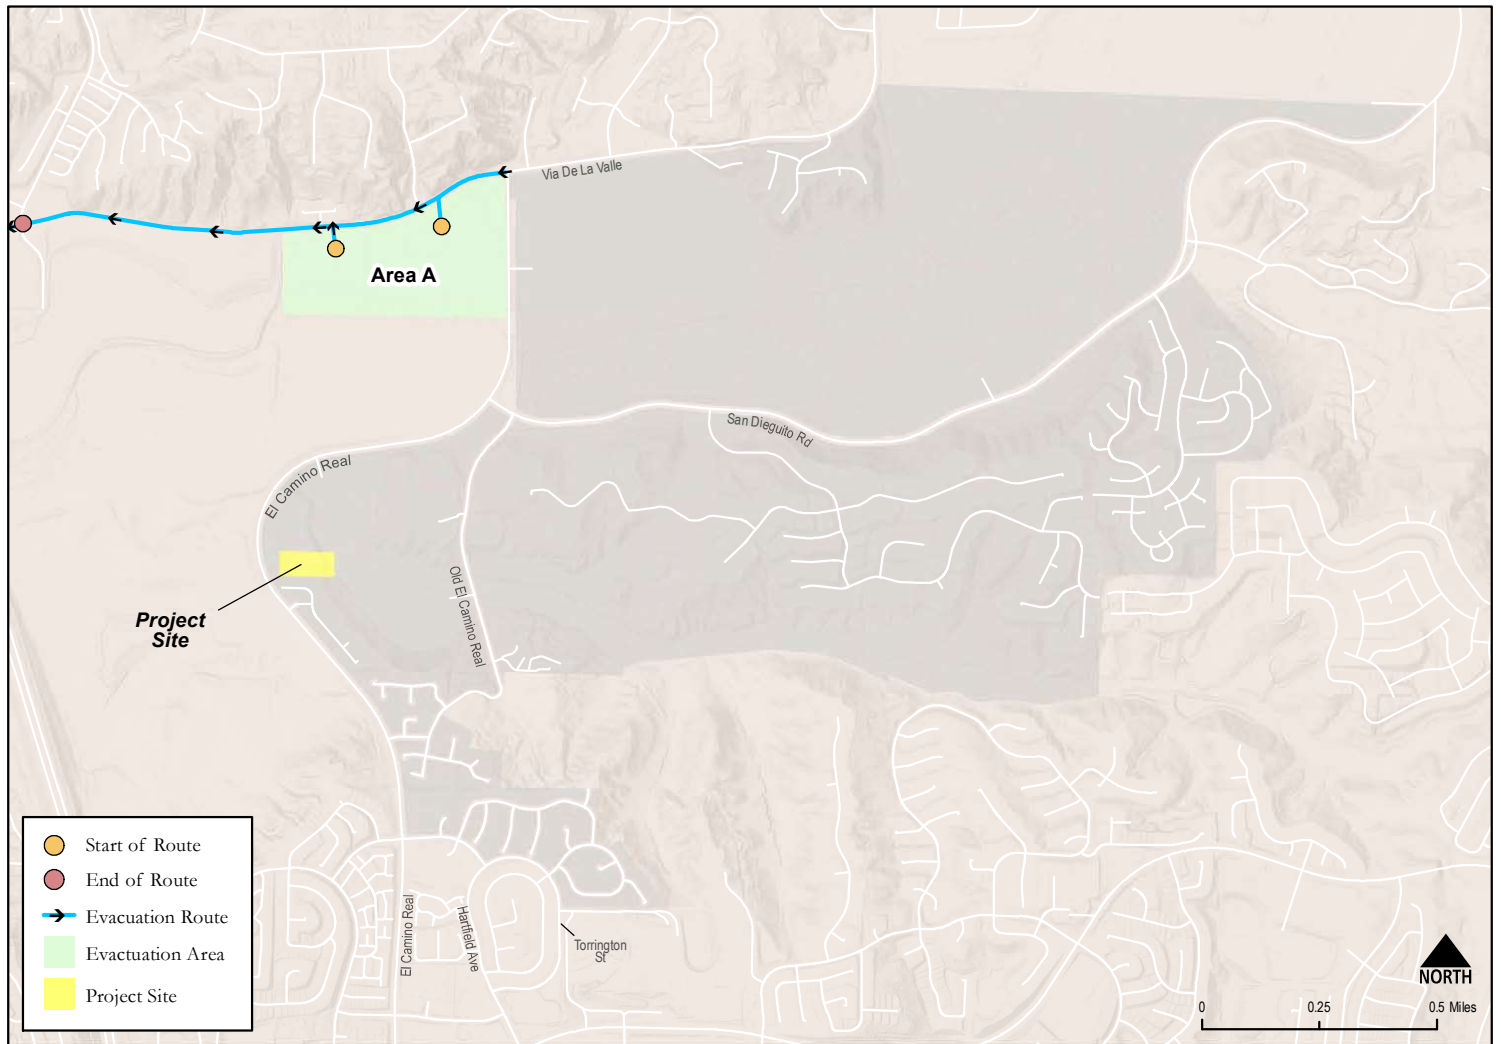 Via De La Valle
Area A
San Dieguito Rd
El Camino Real
Old El Camino Real
Project
Site
Start of Route
End of Route
Evacuation Route
Evactuation Area
Project Site
El Camino Real
Hartfield Ave
Torrington
St
NORTH
0 0.25 0.5 Miles